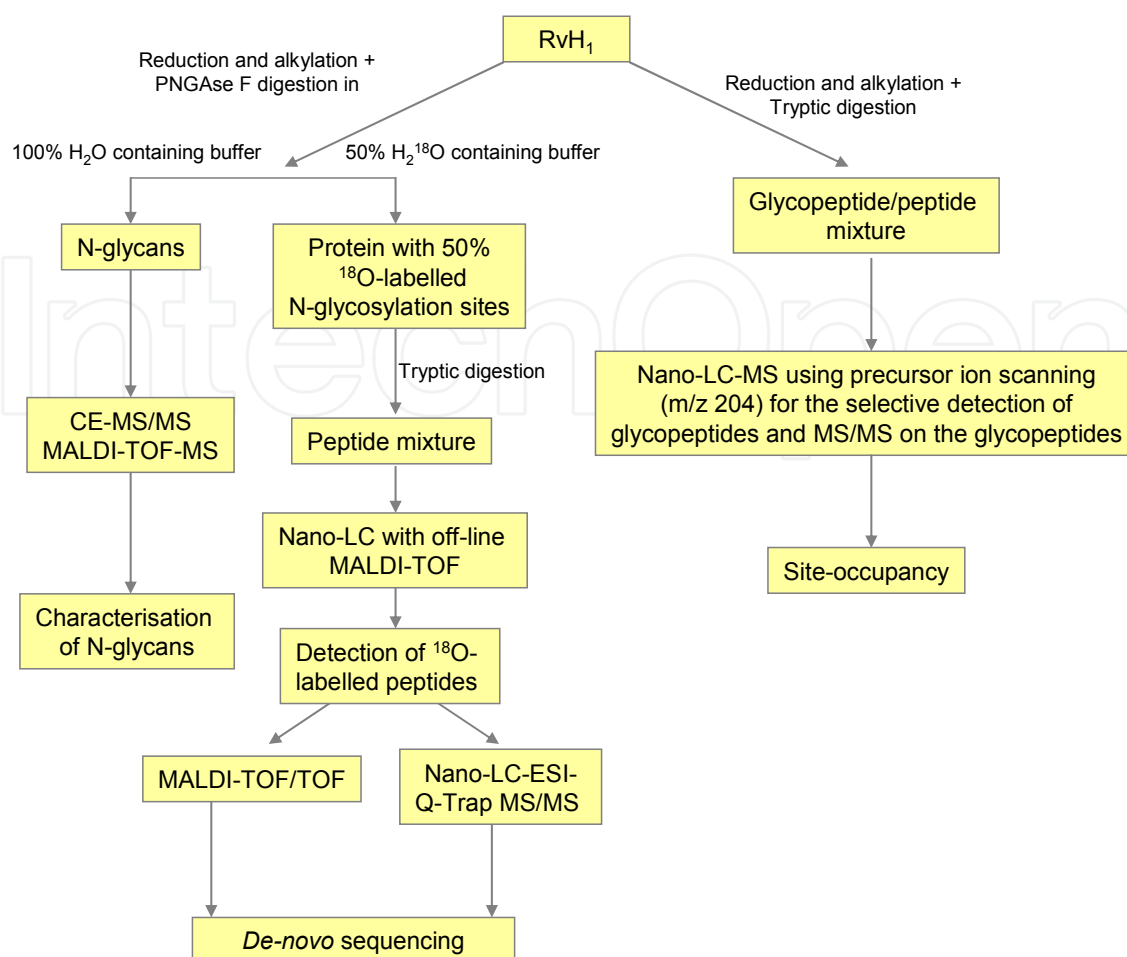 RvH₁
Reduction and alkylation +
PNGAse F digestion in
Reduction and alkylation +
Tryptic digestion
100% H₂O containing buffer
50% H₂¹⁸O containing buffer
N-glycans
Protein with 50%
¹⁸O-labelled
N-glycosylation sites
Glycopeptide/peptide
mixture
Tryptic digestion
CE-MS/MS
MALDI-TOF-MS
Peptide mixture
Nano-LC-MS using precursor ion scanning
(m/z 204) for the selective detection of
glycopeptides and MS/MS on the glycopeptides
Nano-LC with off-line
MALDI-TOF
Site-occupancy
Characterisation
of N-glycans
Detection of ¹⁸O-
labelled peptides
MALDI-TOF/TOF
Nano-LC-ESI-
Q-Trap MS/MS
De-novo sequencing
IntechOpen